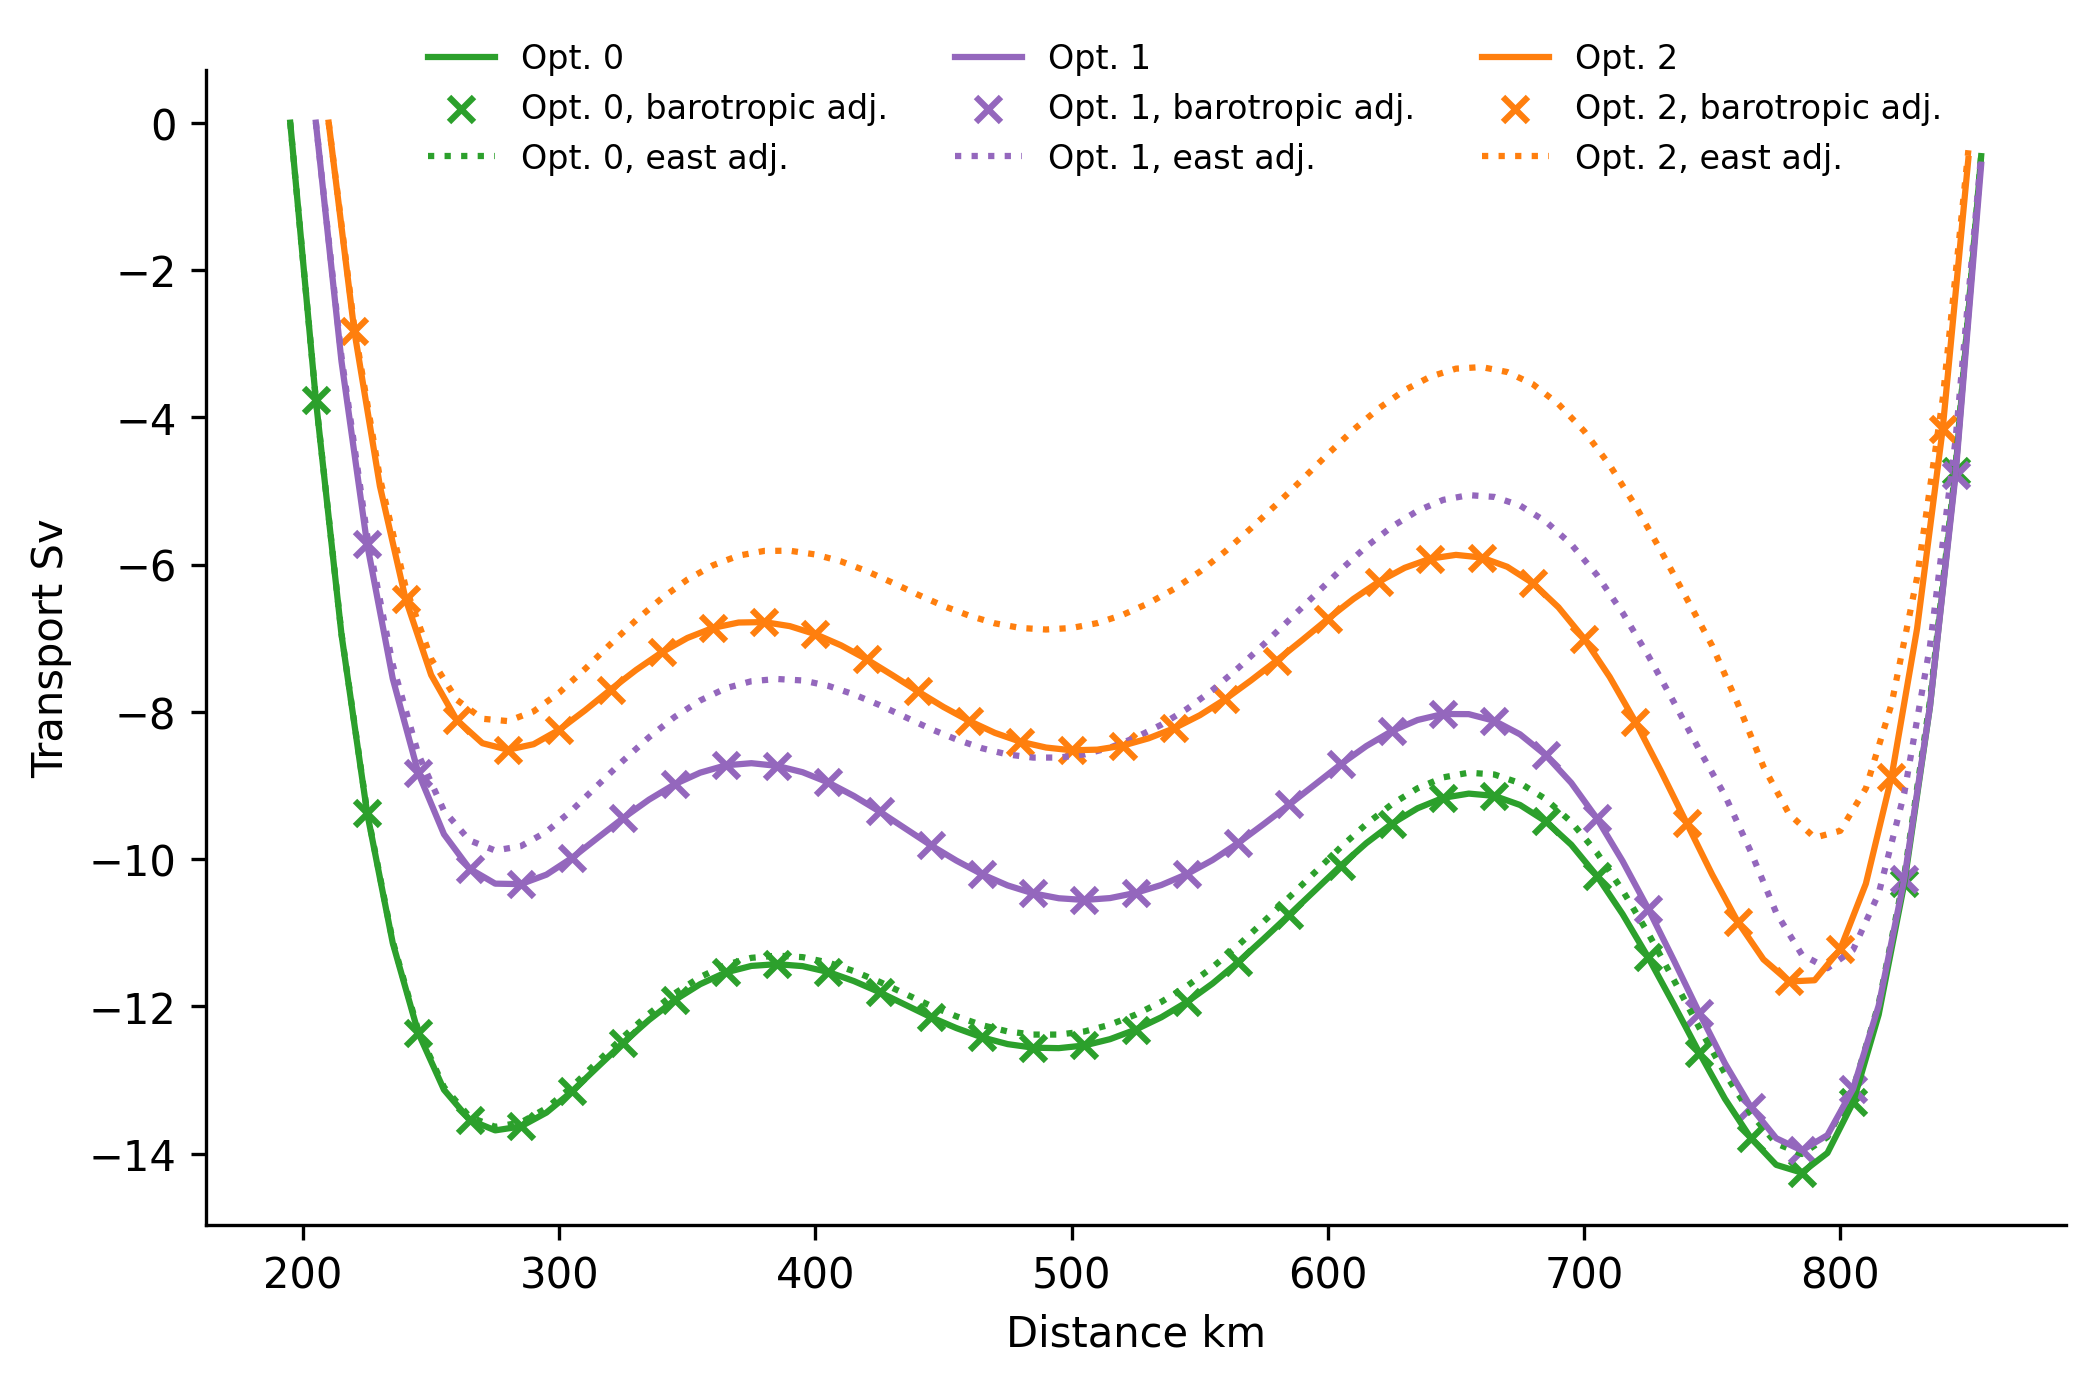 Opt. 0
Opt. 0, barotropic adj.
Opt. 0, east adj.
Opt. 1
Opt. 1, barotropic adj.
Opt. 1, east adj.
Opt. 2
Opt. 2, barotropic adj.
Opt. 2, east adj.
Transport Sv
0
−2
−4
−6
−8
−10
−12
−14
200 300 400 500 600 700 800
Distance km